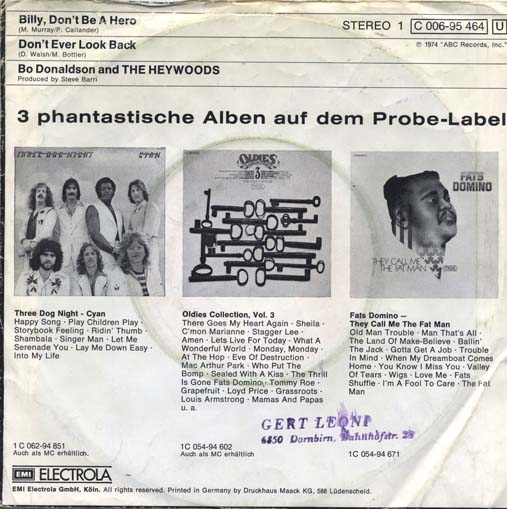 Billy, Don't Be A Hero
(M. Murray/P. Callander)
STEREO 1 C 006-95 464 U
Don't Ever Look Back
(D. Walsh/M. Bottler)
℗ 1974 "ABC Records, Inc."
Bo Donaldson and THE HEYWOODS
Produced by Steve Barri
3 phantastische Alben auf dem Probe-Label
THREE DOG NIGHT CYAN
OLDIES
3
FATS
DOMINO
THEY CALL ME
THE FAT MAN
Three Dog Night - Cyan
Happy Song · Play Children Play ·
Storybook Feeling · Ridin' Thumb ·
Shambala · Singer Man · Let Me
Serenade You · Lay Me Down Easy ·
Into My Life
1 C 062-94 851
Auch als MC erhältlich.
Oldies Collection, Vol. 3
There Goes My Heart Again · Sheila ·
C'mon Marianne · Stagger Lee ·
Amen · Lets Live For Today · What A
Wonderful World · Monday, Monday ·
At The Hop · Eve Of Destruction ·
Mac Arthur Park · Who Put The
Bomp · Sealed With A Kiss · The Thrill
Is Gone Fats Domino, Tommy Roe ·
Grapefruit · Loyd Price · Grassroots ·
Louis Armstrong · Mamas And Papas
u. a.
1 C 054-94 602
Auch als MC erhältlich.
Fats Domino —
They Call Me The Fat Man
Old Man Trouble · Man That's All ·
The Land Of Make-Believe · Ballin'
The Jack · Gotta Get A Job · Trouble
In Mind · When My Dreamboat Comes
Home · You Know I Miss You · Valley
Of Tears · Wigs · Love Me · Fats
Shuffle · I'm A Fool To Care · The Fat
Man
1 C 054-94 671
GERT LEONI
6850 Dornbirn, Bahnhofstr. 28
EMI ELECTROLA
EMI Electrola GmbH, Köln. All rights reserved. Printed in Germany by Druckhaus Maack KG, 588 Lüdenscheid.